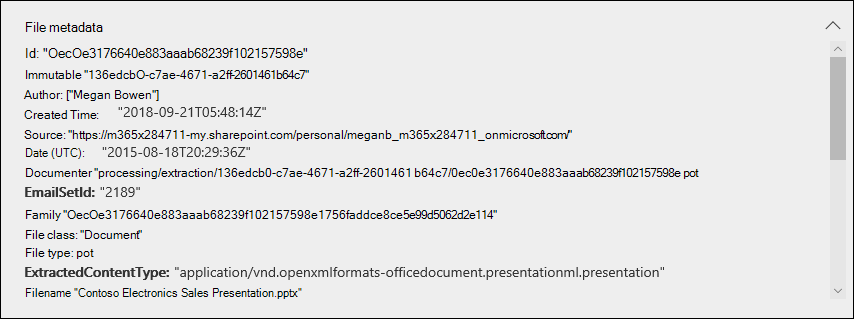 File metadata
Id: "OecOe3176640e883aaab68239f102157598e"
Immutable "136edcbO-c7ae-4671-a2ff-2601461b64c7"
Author: ["Megan Bowen"]
Created Time: "2018-09-21T05:48:14Z"
Source: "https://m365x284711-my.sharepoint.com/personal/meganb_m365x284711_onmicrosoft.com/"
Date (UTC): "2015-08-18T20:29:36Z"
Documenter "processing/extraction/136edcb0-c7ae-4671-a2ff-2601461 b64c7/0ec0e3176640e883aaab68239f102157598e pot
EmailSetId: "2189"
Family "OecOe3176640e883aaab68239f102157598e1756faddce8ce5e99d5062d2e114"
File class: "Document"
File type: pot
ExtractedContentType: "application/vnd.openxmlformats-officedocument.presentationml.presentation"
Filename "Contoso Electronics Sales Presentation.pptx"